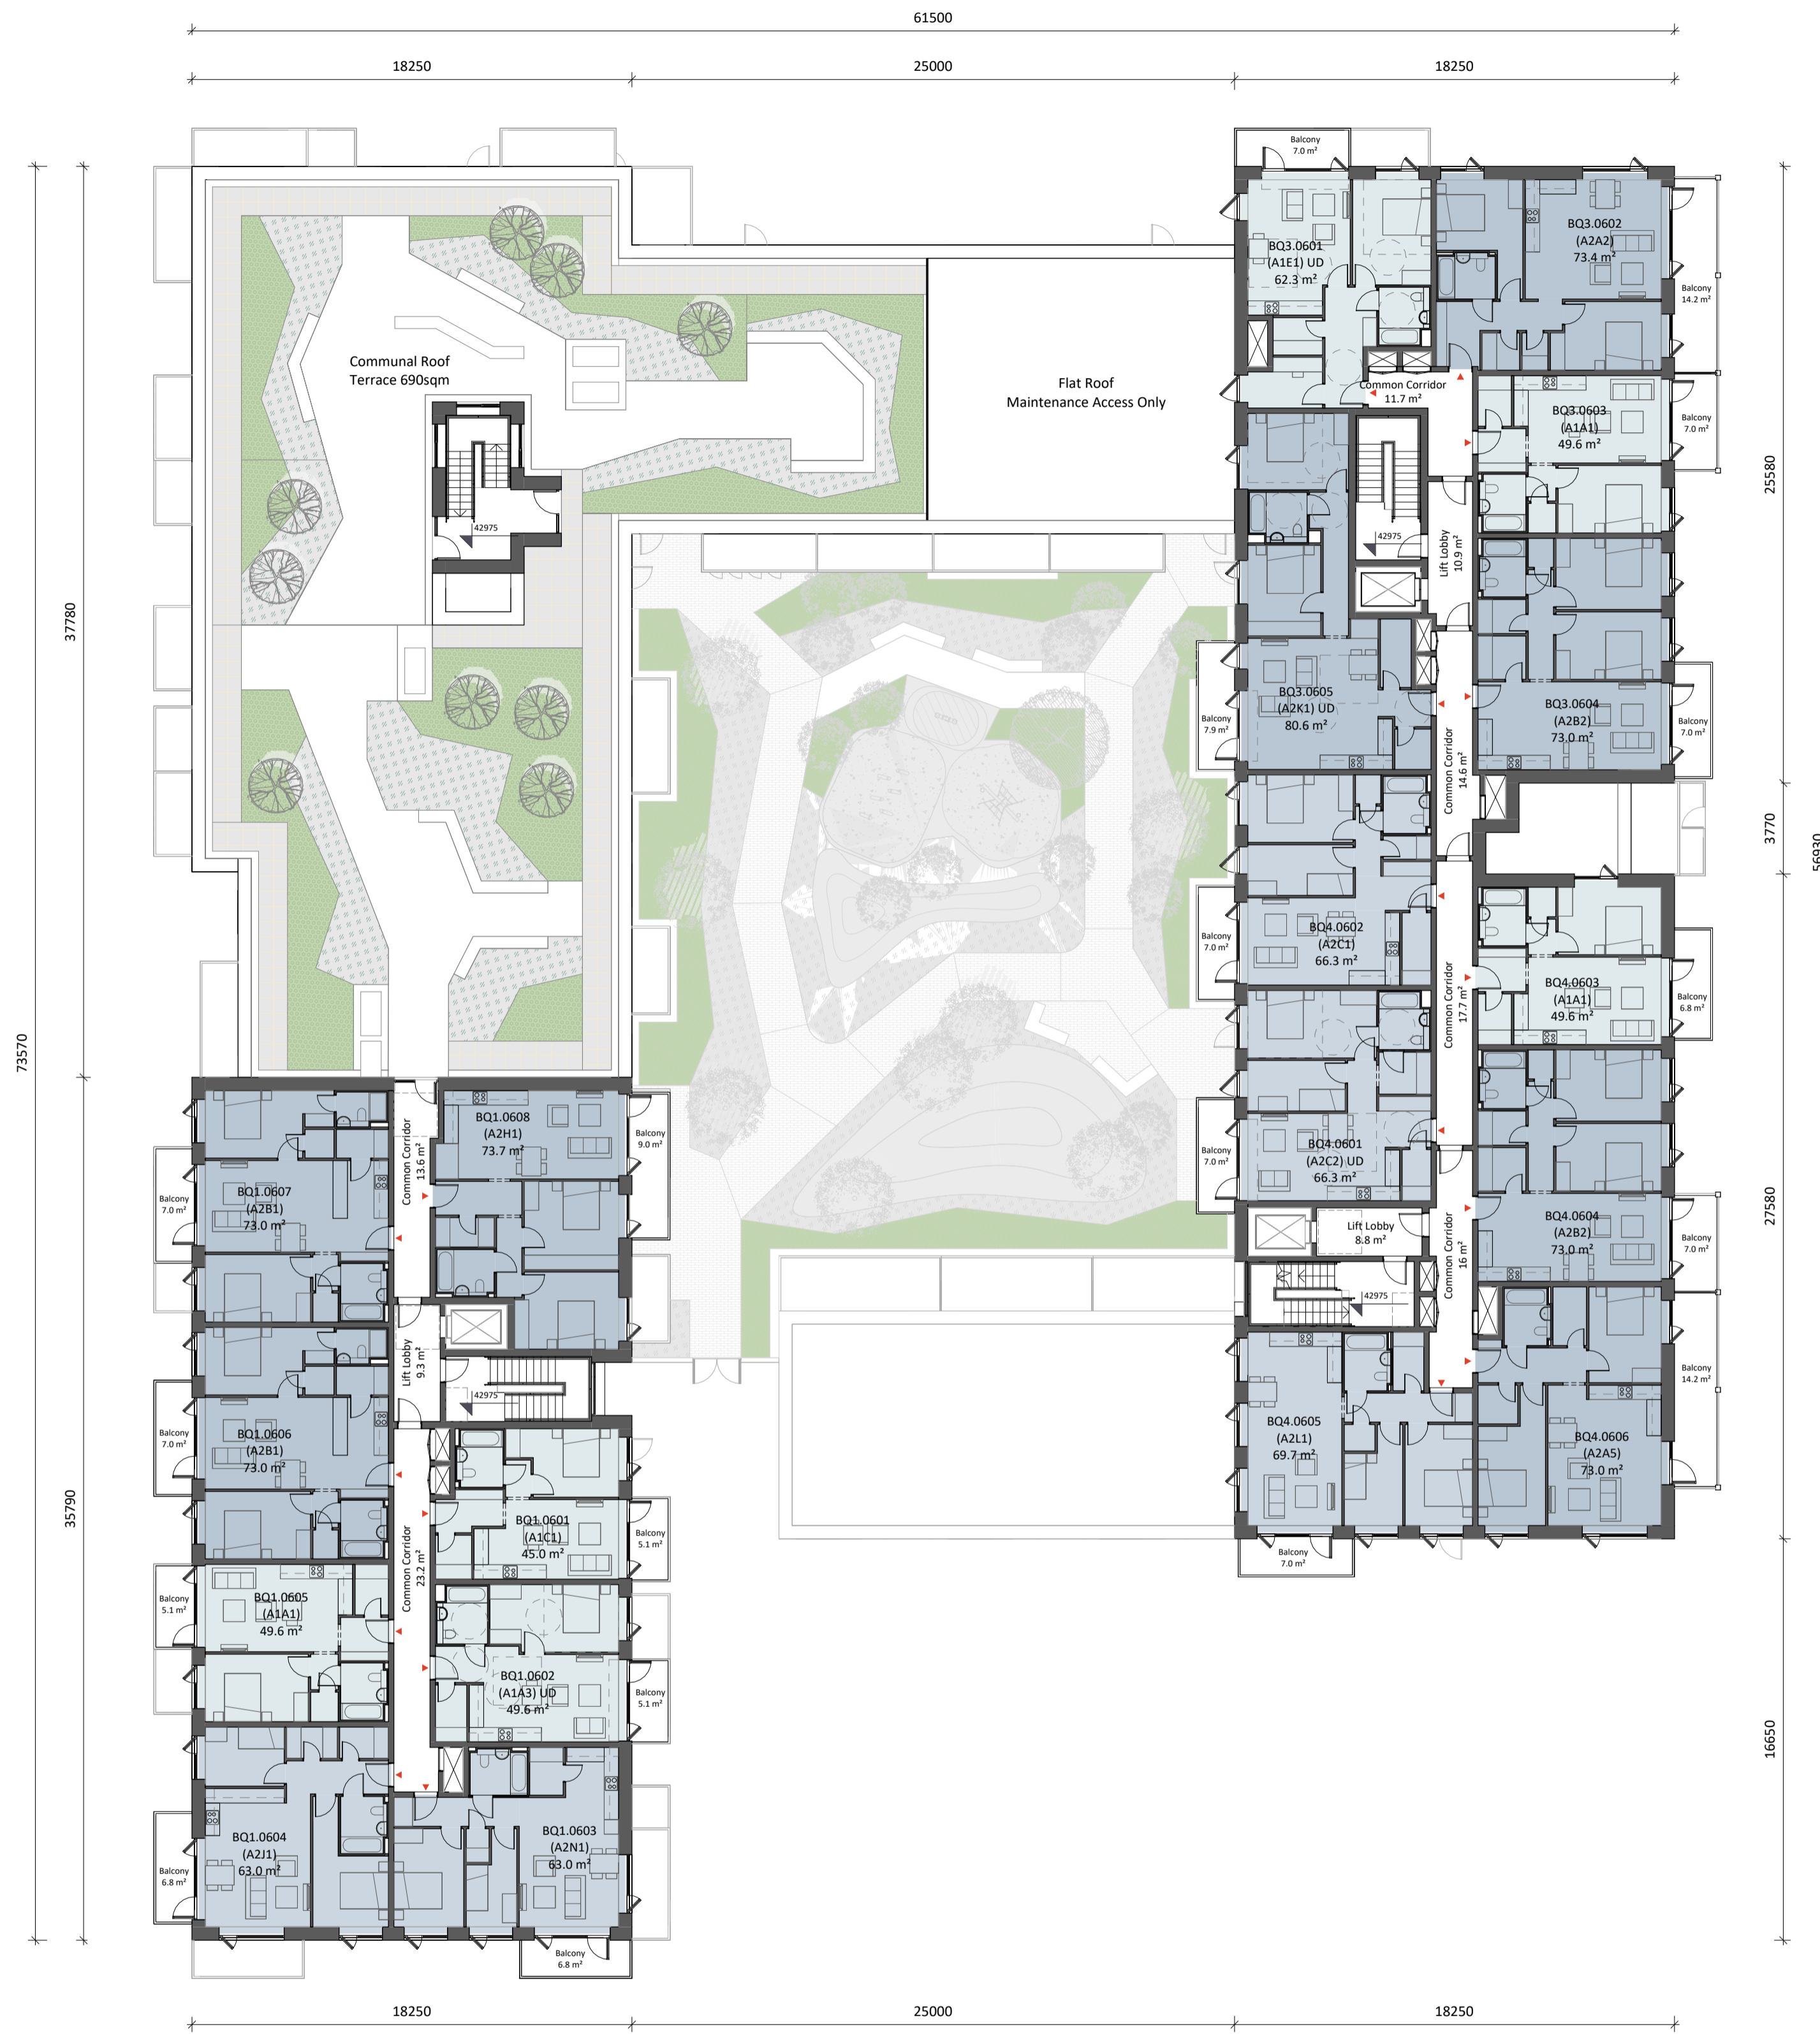 61500
18250
25000
18250
Balcony
7.0 m²
BQ3.0601
(A1E1) UD
62.3 m²
BQ3.0602
(A2A2)
73.4 m²
Balcony
14.2 m²
Communal Roof
Terrace 690sqm
Flat Roof
Maintenance Access Only
Common Corridor
11.7 m²
BQ3.0603
(A1A1)
49.6 m²
Balcony
7.0 m²
25580
42975
42975
Lift Lobby
10.9 m²
37780
BQ3.0605
(A2K1) UD
80.6 m²
Balcony
7.9 m²
BQ3.0604
(A2B2)
73.0 m²
Balcony
7.0 m²
Common Corridor
14.6 m²
3770
56930
BQ4.0602
(A2C1)
66.3 m²
Balcony
7.0 m²
Common Corridor
17.7 m²
BQ4.0603
(A1A1)
49.6 m²
Balcony
6.8 m²
73570
BQ1.0608
(A2H1)
73.7 m²
Balcony
9.0 m²
Common Corridor
13.6 m²
BQ1.0607
(A2B1)
73.0 m²
Balcony
7.0 m²
BQ4.0601
(A2C2) UD
66.3 m²
Balcony
7.0 m²
Lift Lobby
8.8 m²
Common Corridor
16 m²
BQ4.0604
(A2B2)
73.0 m²
Balcony
7.0 m²
27580
42975
Lift Lobby
9.3 m²
42975
Balcony
14.2 m²
BQ1.0606
(A2B1)
73.0 m²
Balcony
7.0 m²
BQ4.0605
(A2L1)
69.7 m²
BQ4.0606
(A2A5)
73.0 m²
35790
BQ1.0601
(A1C1)
45.0 m²
Balcony
5.1 m²
Balcony
7.0 m²
Common Corridor
23.2 m²
BQ1.0605
(A1A1)
49.6 m²
Balcony
5.1 m²
BQ1.0602
(A1A3) UD
49.6 m²
Balcony
5.1 m²
16650
BQ1.0604
(A2J1)
63.0 m²
Balcony
6.8 m²
BQ1.0603
(A2N1)
63.0 m²
Balcony
6.8 m²
18250
25000
18250